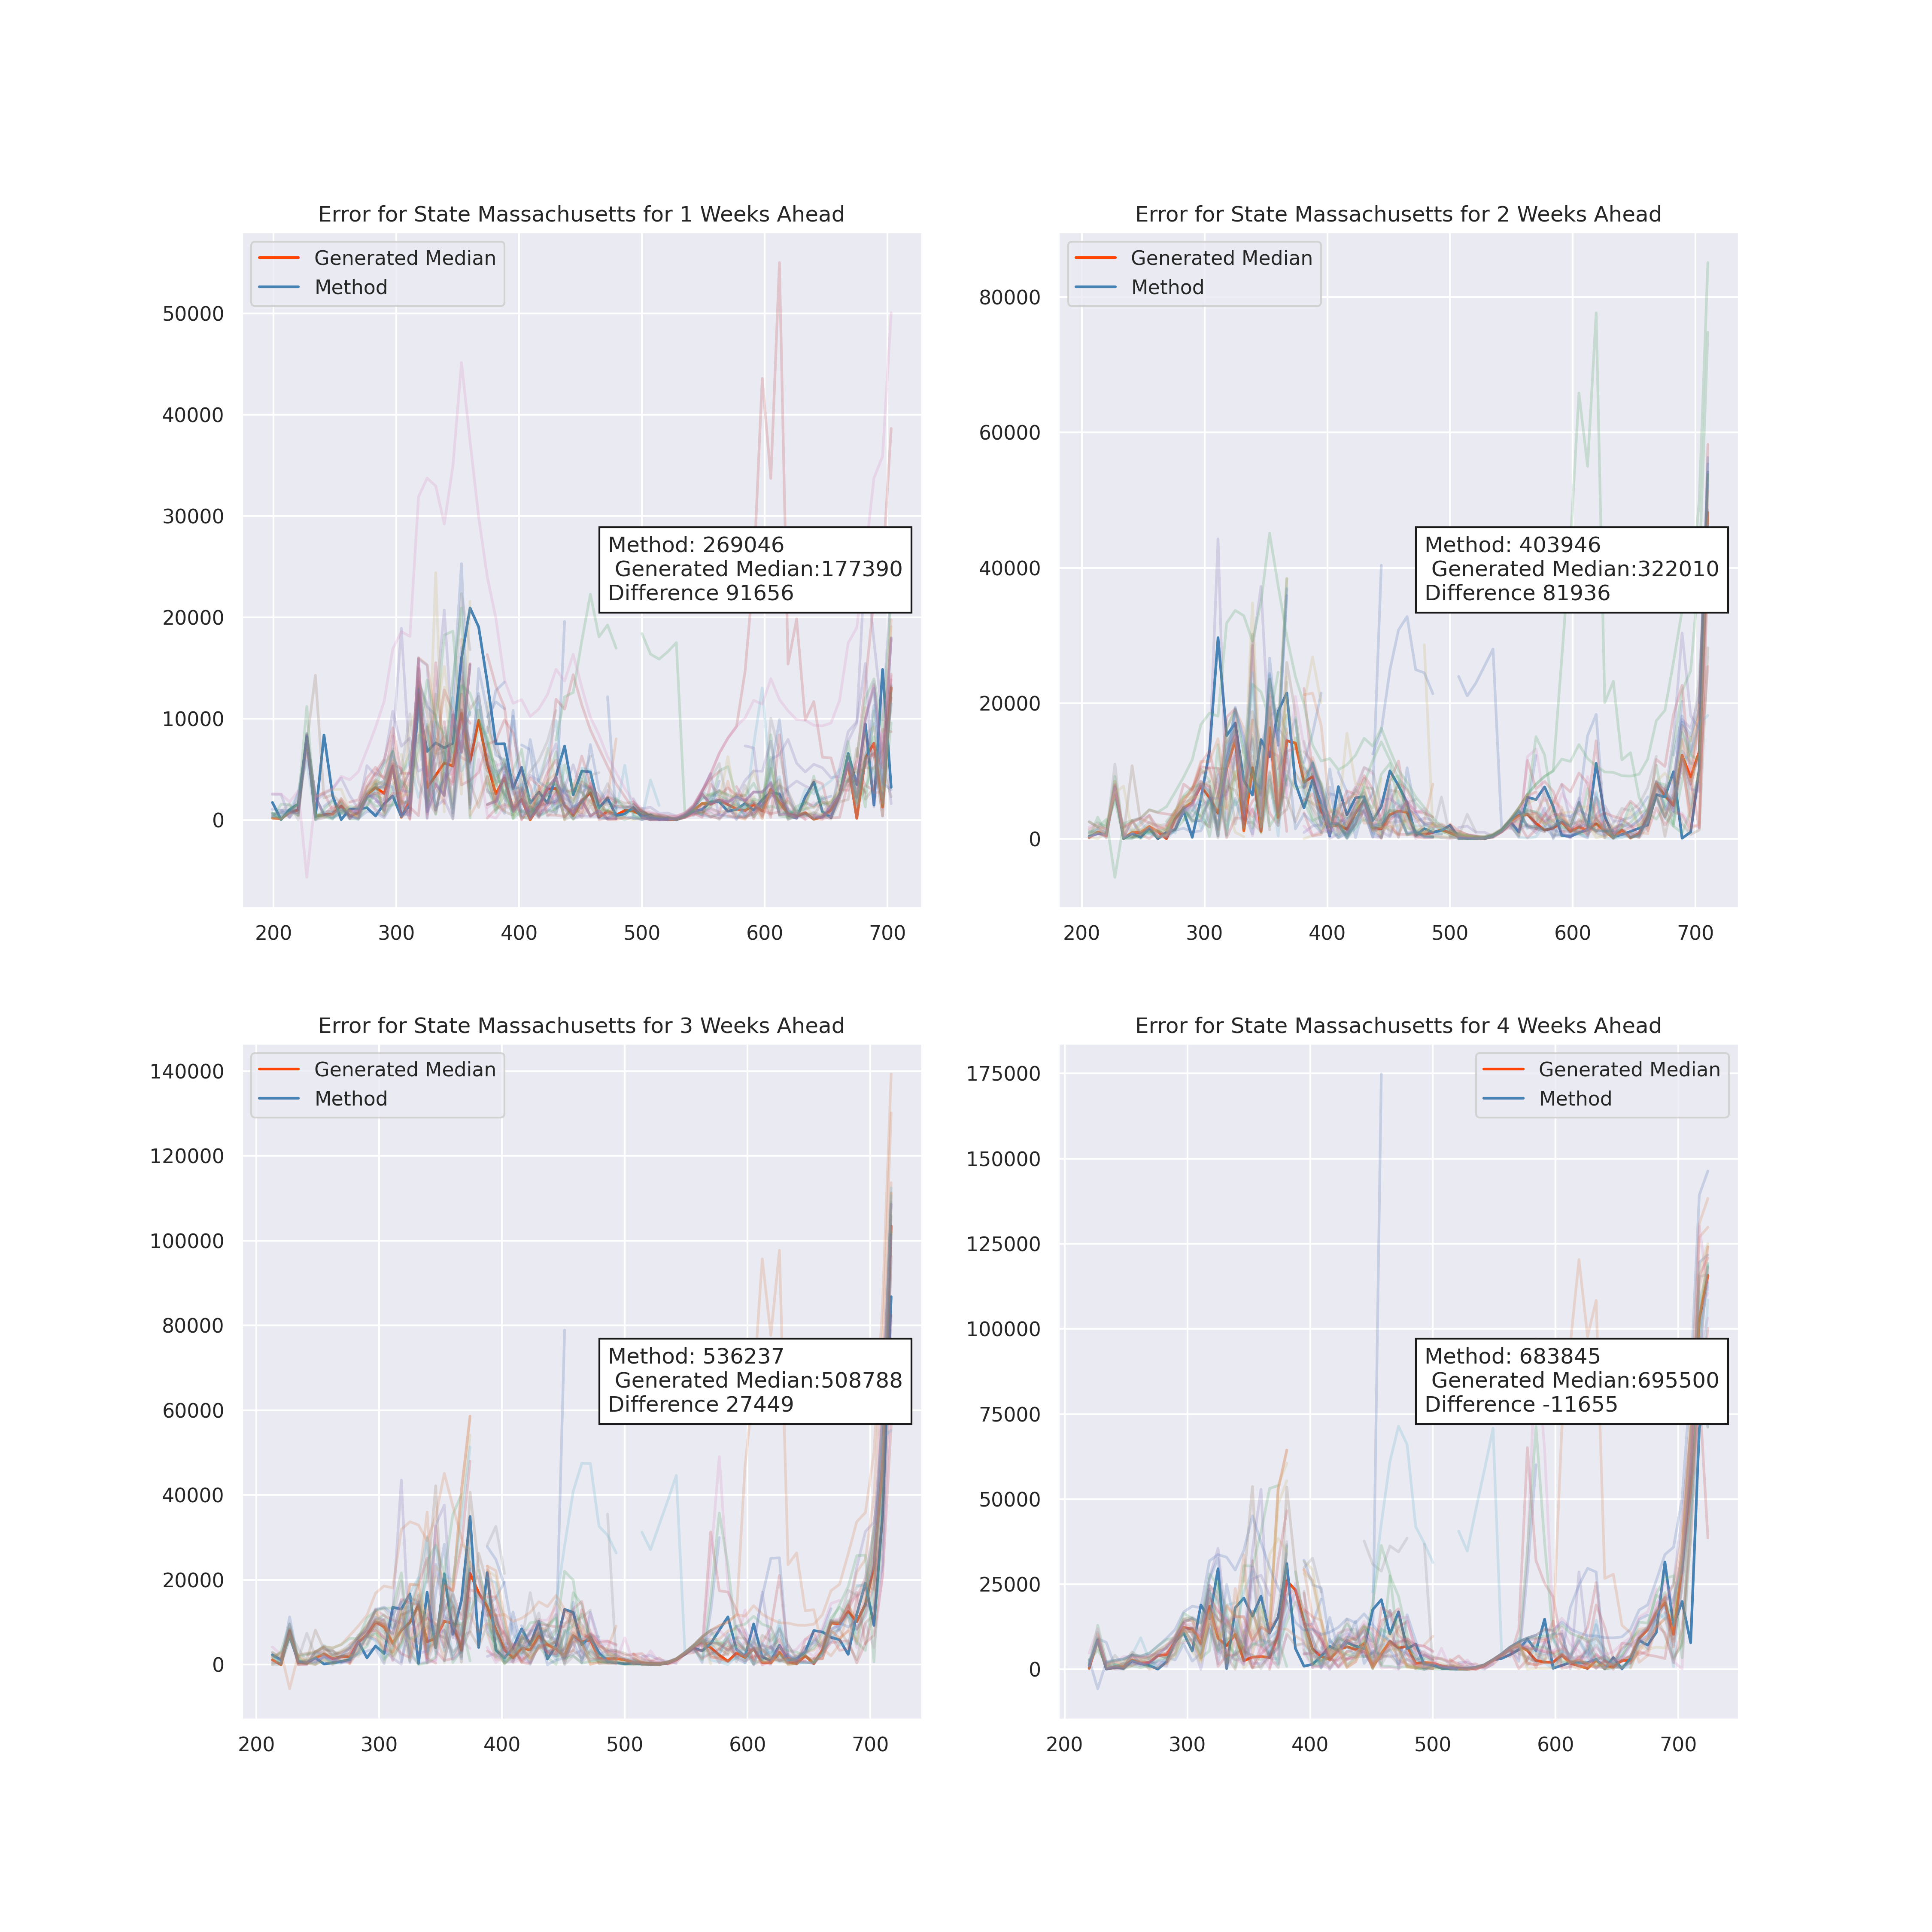 Error for State Massachusetts for 1 Weeks Ahead
Generated Median
Method
50000
40000
30000
20000
10000
0
Method: 269046
Generated Median:177390
Difference 91656
200 300 400 500 600 700
Error for State Massachusetts for 2 Weeks Ahead
Generated Median
Method
80000
60000
40000
20000
0
Method: 403946
Generated Median:322010
Difference 81936
200 300 400 500 600 700
Error for State Massachusetts for 3 Weeks Ahead
Generated Median
Method
140000
120000
100000
80000
60000
40000
20000
0
Method: 536237
Generated Median:508788
Difference 27449
200 300 400 500 600 700
Error for State Massachusetts for 4 Weeks Ahead
Generated Median
Method
175000
150000
125000
100000
75000
50000
25000
0
Method: 683845
Generated Median:695500
Difference -11655
200 300 400 500 600 700